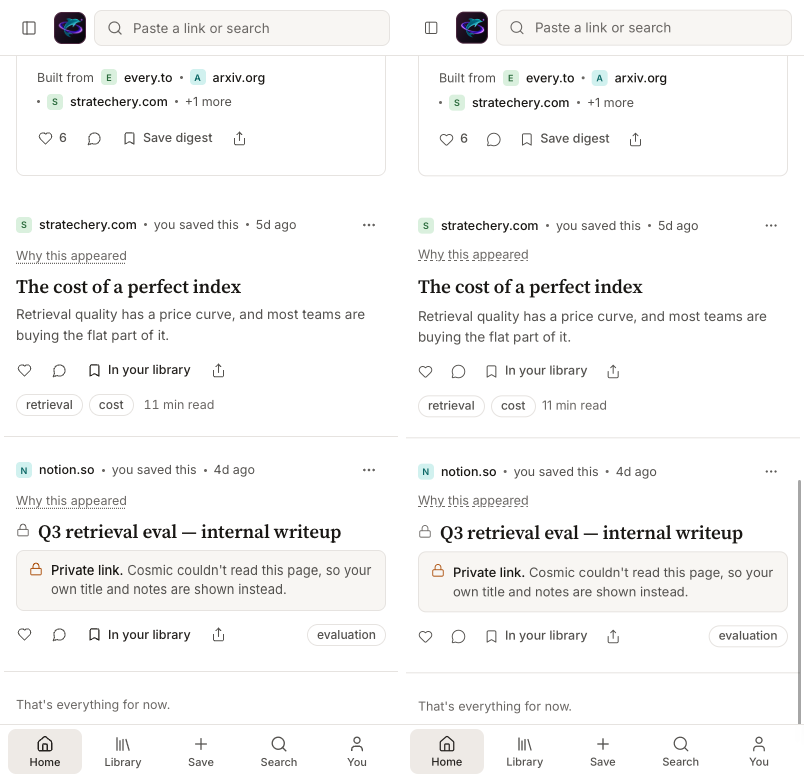 Paste a link or search
Built from E every.to • A arxiv.org
• S stratechery.com • +1 more
6 Save digest
S stratechery.com • you saved this • 5d ago
Why this appeared
The cost of a perfect index
Retrieval quality has a price curve, and most teams are
buying the flat part of it.
In your library
retrieval cost 11 min read
N notion.so • you saved this • 4d ago
Why this appeared
Q3 retrieval eval — internal writeup
Private link. Cosmic couldn't read this page, so your
own title and notes are shown instead.
In your library evaluation
That's everything for now.
Home Library Save Search You
Paste a link or search
Built from E every.to • A arxiv.org
• S stratechery.com • +1 more
6 Save digest
S stratechery.com • you saved this • 5d ago
Why this appeared
The cost of a perfect index
Retrieval quality has a price curve, and most teams are
buying the flat part of it.
In your library
retrieval cost 11 min read
N notion.so • you saved this • 4d ago
Why this appeared
Q3 retrieval eval — internal writeup
Private link. Cosmic couldn't read this page, so your
own title and notes are shown instead.
In your library evaluation
That's everything for now.
Home Library Save Search You